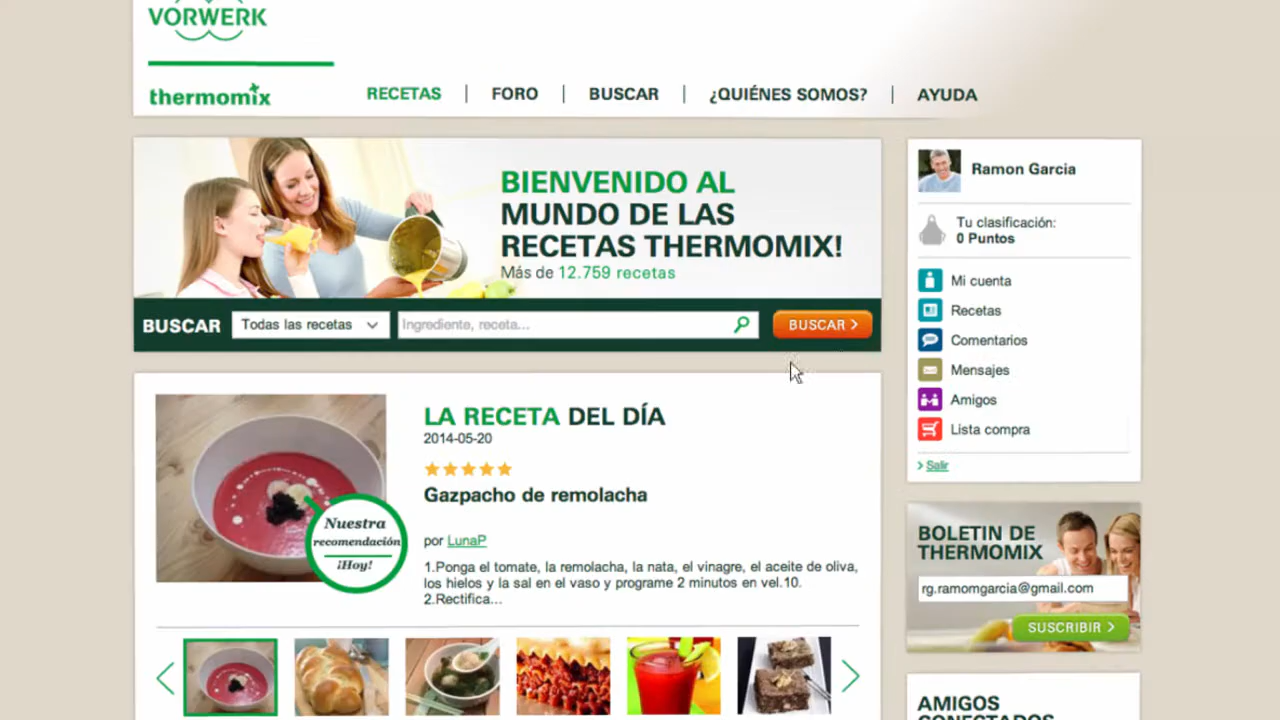 VORWERK
thermomix
RECETAS | FORO | BUSCAR | ¿QUIÉNES SOMOS? | AYUDA
BIENVENIDO AL
MUNDO DE LAS
RECETAS THERMOMIX!
Más de 12.759 recetas
BUSCAR Todas las recetas Ingrediente, receta... BUSCAR >
Ramon Garcia
Tu clasificación:
0 Puntos
Mi cuenta
Recetas
Comentarios
Mensajes
Amigos
Lista compra
> Salir
LA RECETA DEL DÍA
2014-05-20
Gazpacho de remolacha
Nuestra
recomendación
¡Hoy!
por LunaP
1.Ponga el tomate, la remolacha, la nata, el vinagre, el aceite de oliva,
los hielos y la sal en el vaso y programe 2 minutos en vel.10.
2.Rectifica...
BOLETIN DE
THERMOMIX
rg.ramomgarcia@gmail.com
SUSCRIBIR >
AMIGOS
CONECTADOS